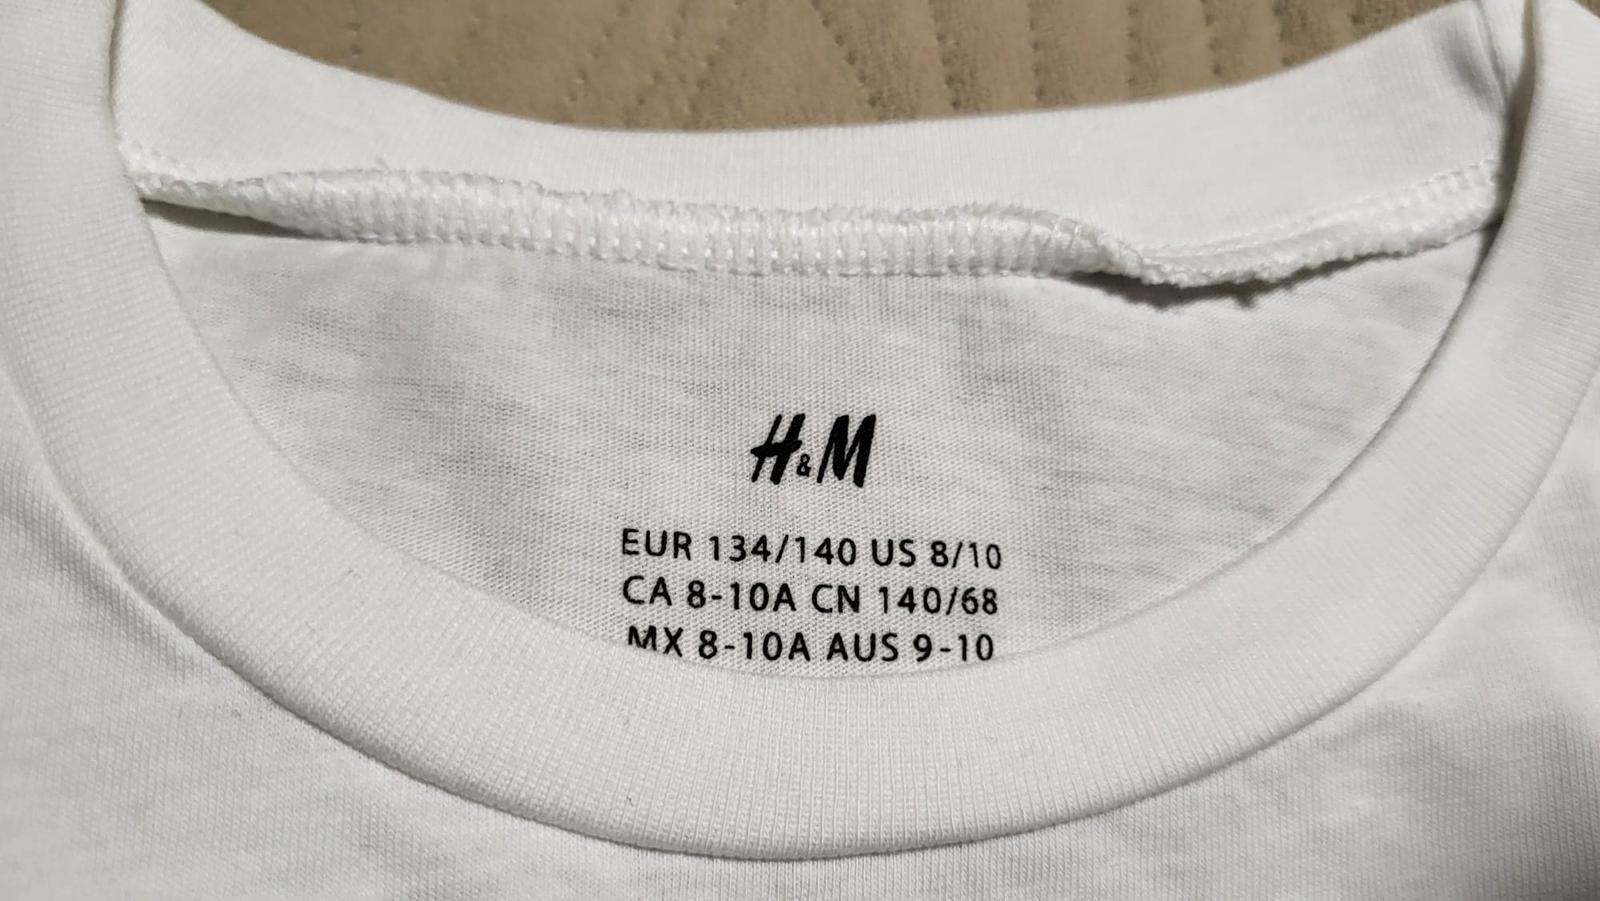 H&M
EUR 134/140 US 8/10
CA 8-10A CN 140/68
MX 8-10A AUS 9-10